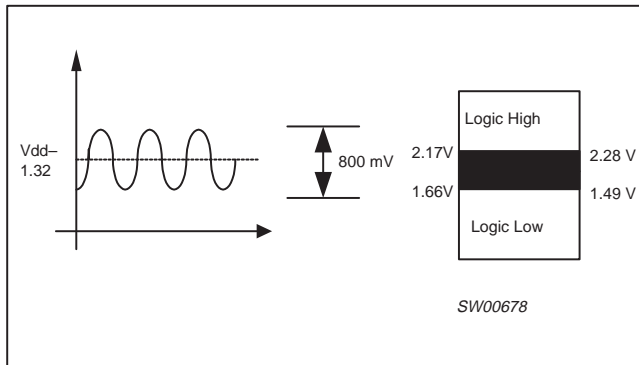 Vdd–
1.32
800 mV
Logic High
2.17V
2.28 V
1.66V
1.49 V
Logic Low
SW00678